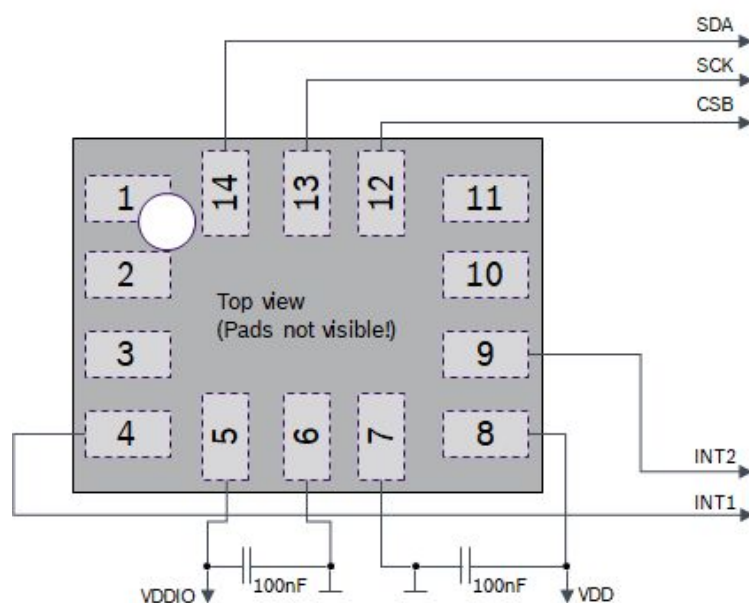 SDA
SCK
CSB
1
14
13
12
11
2
10
Top view
(Pads not visible!)
3
9
4
5
6
7
8
INT2
INT1
100nF
100nF
VDDIO
VDD